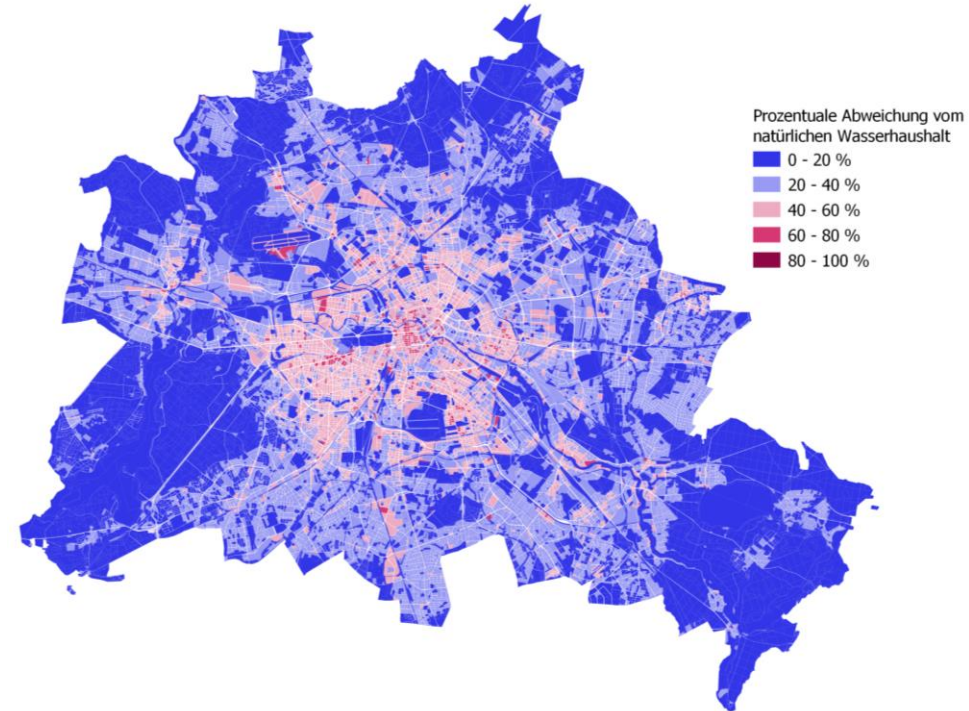 Prozentuale Abweichung vom
natürlichen Wasserhaushalt
0 - 20 %
20 - 40 %
40 - 60 %
60 - 80 %
80 - 100 %